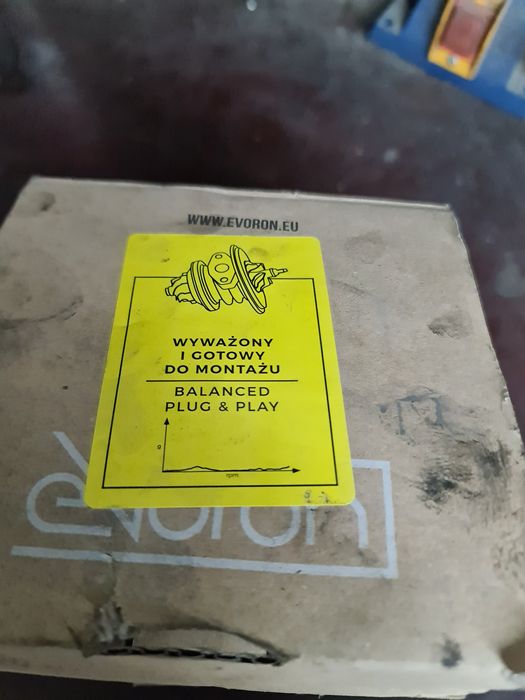 WWW.EVORON.EU
WYWAŻONY
I GOTOWY
DO MONTAŻU
BALANCED
PLUG & PLAY
g
rpm
evoron